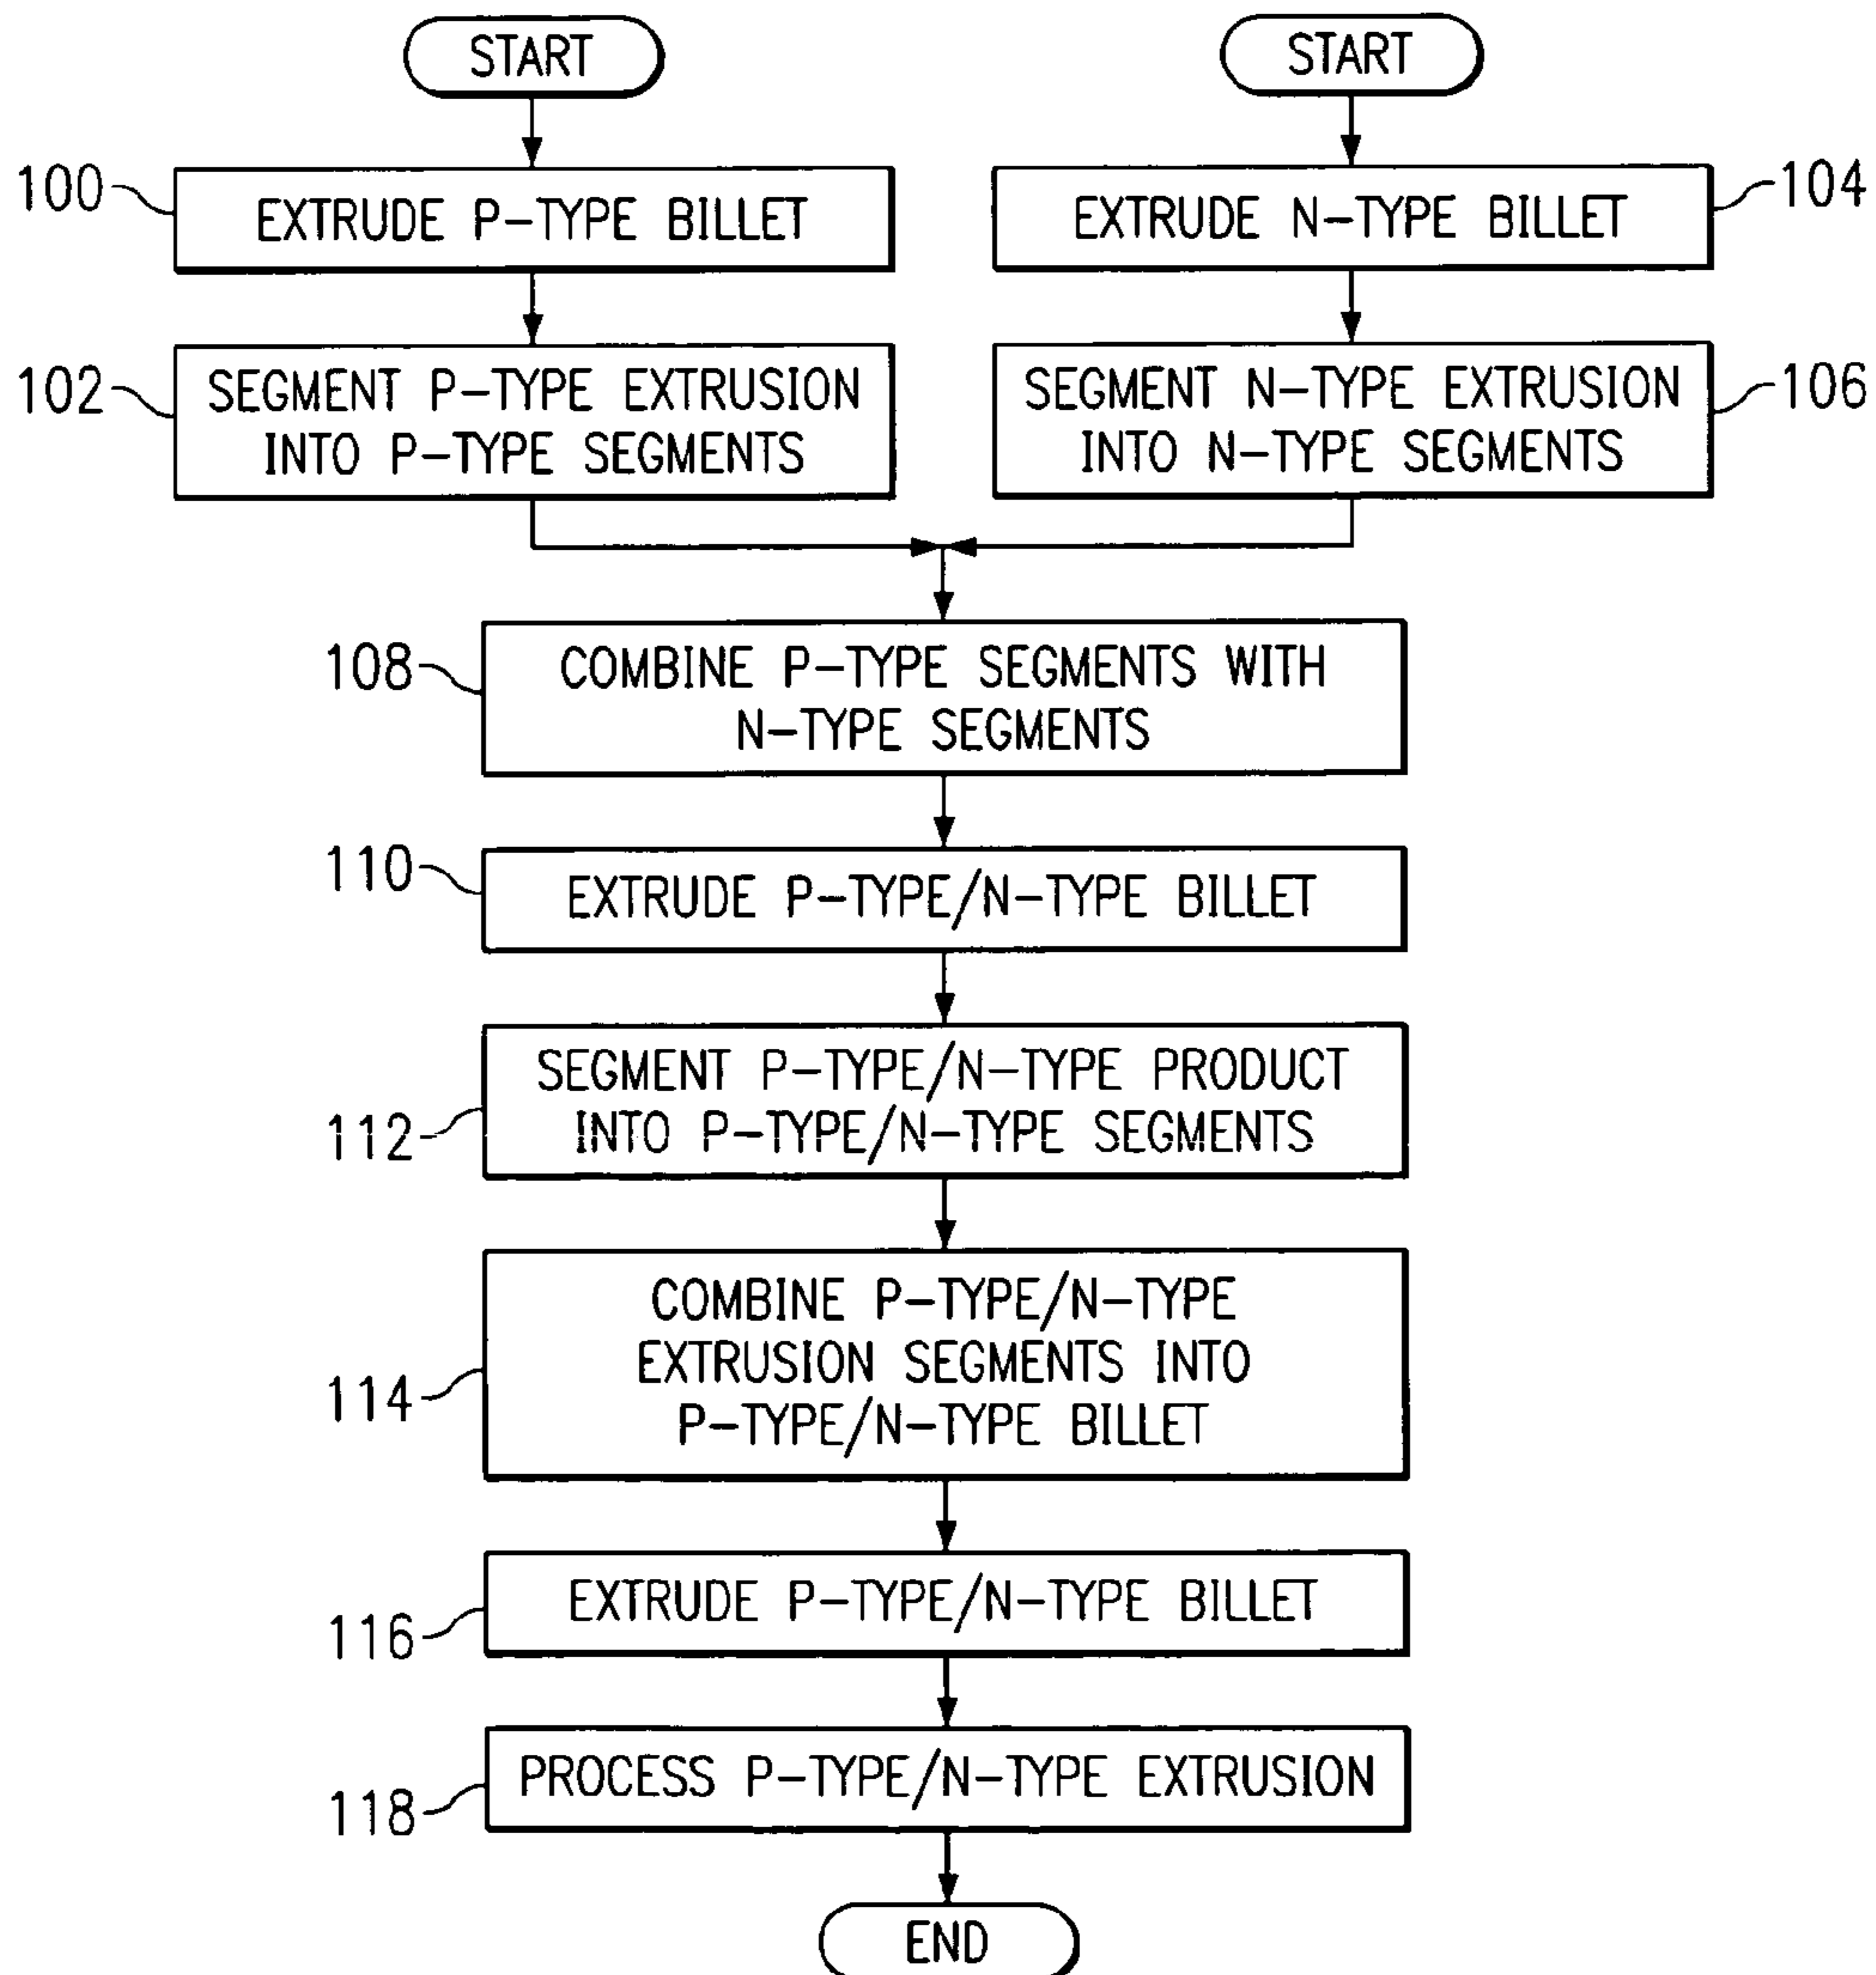 START
START
100
EXTRUDE P-TYPE BILLET
EXTRUDE N-TYPE BILLET
104
102
SEGMENT P-TYPE EXTRUSION
INTO P-TYPE SEGMENTS
SEGMENT N-TYPE EXTRUSION
INTO N-TYPE SEGMENTS
106
108
COMBINE P-TYPE SEGMENTS WITH
N-TYPE SEGMENTS
110
EXTRUDE P-TYPE/N-TYPE BILLET
112
SEGMENT P-TYPE/N-TYPE PRODUCT
INTO P-TYPE/N-TYPE SEGMENTS
114
COMBINE P-TYPE/N-TYPE
EXTRUSION SEGMENTS INTO
P-TYPE/N-TYPE BILLET
116
EXTRUDE P-TYPE/N-TYPE BILLET
118
PROCESS P-TYPE/N-TYPE EXTRUSION
END